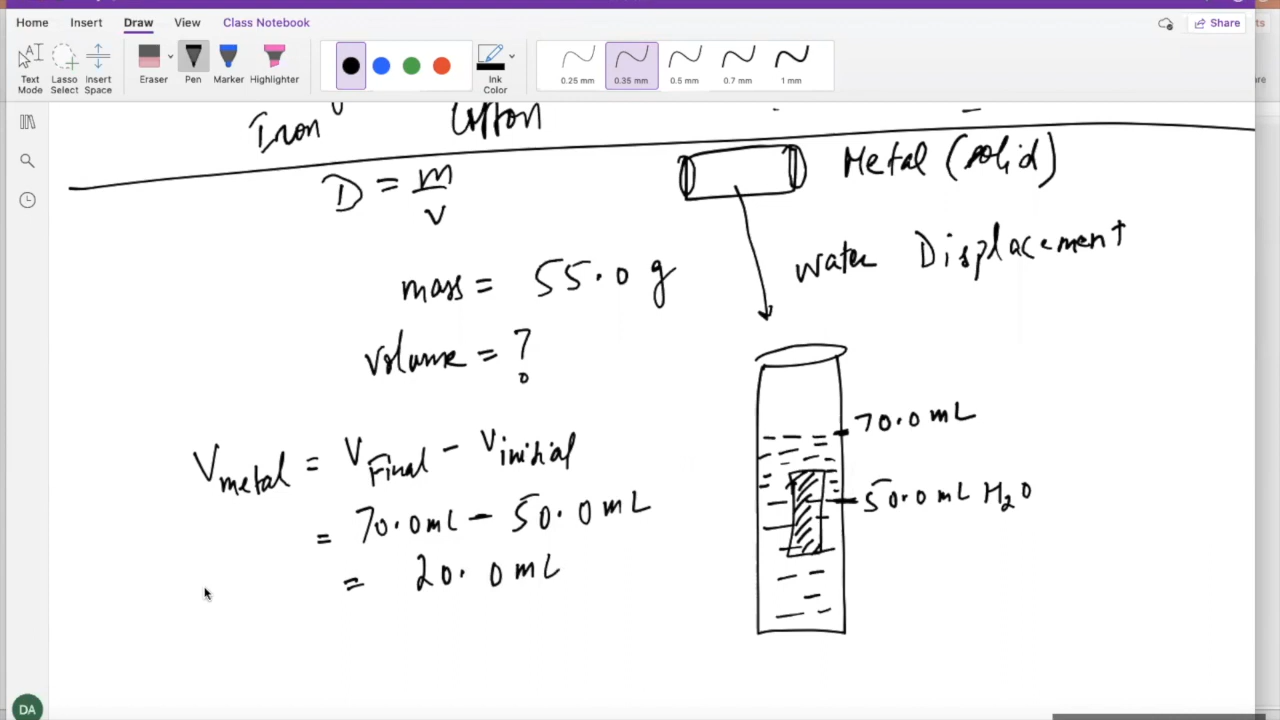 Home Insert Draw View Class Notebook
Share
Text Mode
Lasso Select
Insert Space
Eraser
Pen
Marker
Highlighter
Ink Color
0.25 mm
0.35 mm
0.5 mm
0.7 mm
1 mm
Iron Cotton
D = m/v
Metal (solid)
water Displacement
mass = 55.0 g
volume = ?
V metal = V Final - V initial
= 70.0 mL - 50.0 mL
= 20.0 mL
70.0 mL
50.0 mL H2O
DA